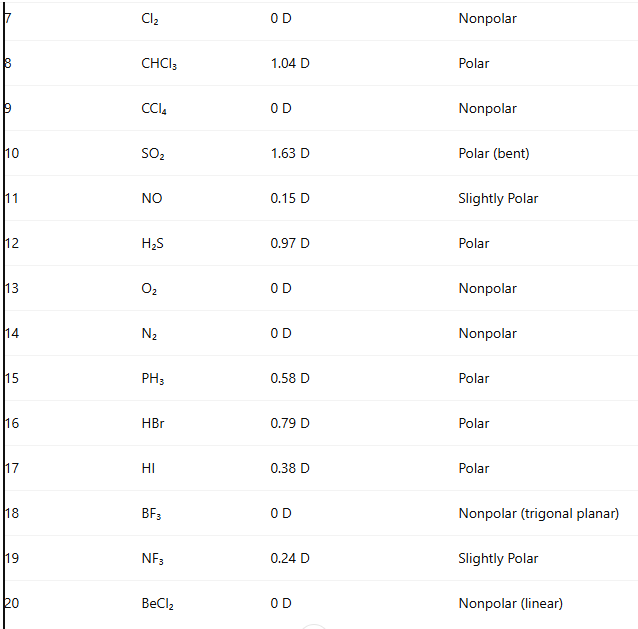 7 Cl₂ 0 D Nonpolar
8 CHCl₃ 1.04 D Polar
9 CCl₄ 0 D Nonpolar
10 SO₂ 1.63 D Polar (bent)
11 NO 0.15 D Slightly Polar
12 H₂S 0.97 D Polar
13 O₂ 0 D Nonpolar
14 N₂ 0 D Nonpolar
15 PH₃ 0.58 D Polar
16 HBr 0.79 D Polar
17 HI 0.38 D Polar
18 BF₃ 0 D Nonpolar (trigonal planar)
19 NF₃ 0.24 D Slightly Polar
20 BeCl₂ 0 D Nonpolar (linear)